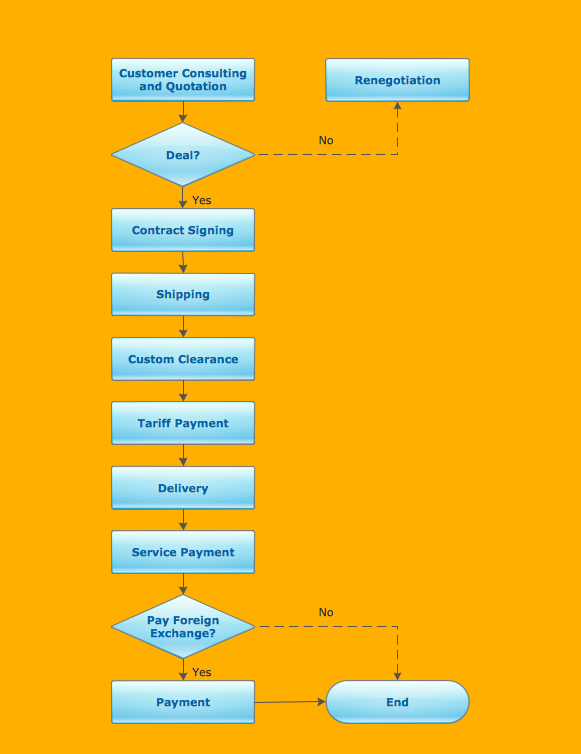 Customer Consulting
and Quotation
Renegotiation
No
Deal?
Yes
Contract Signing
Shipping
Custom Clearance
Tariff Payment
Delivery
Service Payment
No
Pay Foreign
Exchange?
Yes
Payment
End